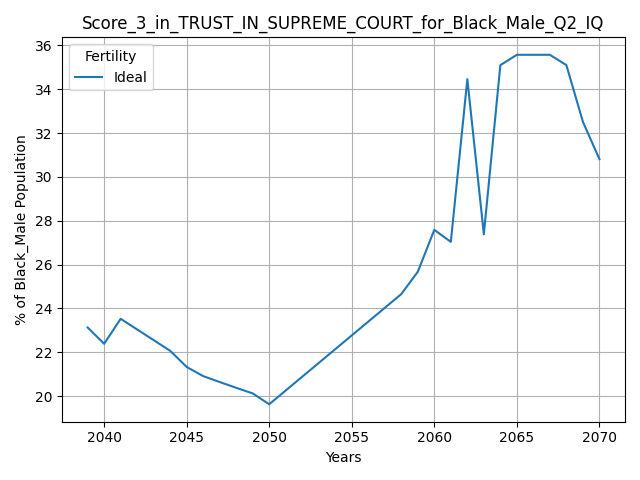 Score_3_in_TRUST_IN_SUPREME_COURT_for_Black_Male_Q2_IQ
Fertility
Ideal
36
34
32
30
28
26
24
22
20
% of Black_Male Population
2040 2045 2050 2055 2060 2065 2070
Years